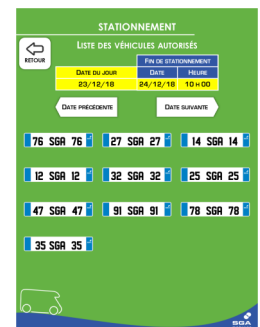 STATIONNEMENT
LISTE DES VÉHICULES AUTORISÉS
RETOUR
FIN DE STATIONNEMENT
DATE DU JOUR DATE HEURE
23/12/18 24/12/18 10 H 00
DATE PRÉCÉDENTE DATE SUIVANTE
76 SGA 76 27 SGA 27 14 SGA 14
12 SGA 12 32 SGA 32 25 SGA 25
47 SGA 47 91 SGA 91 78 SGA 78
35 SGA 35
SGA